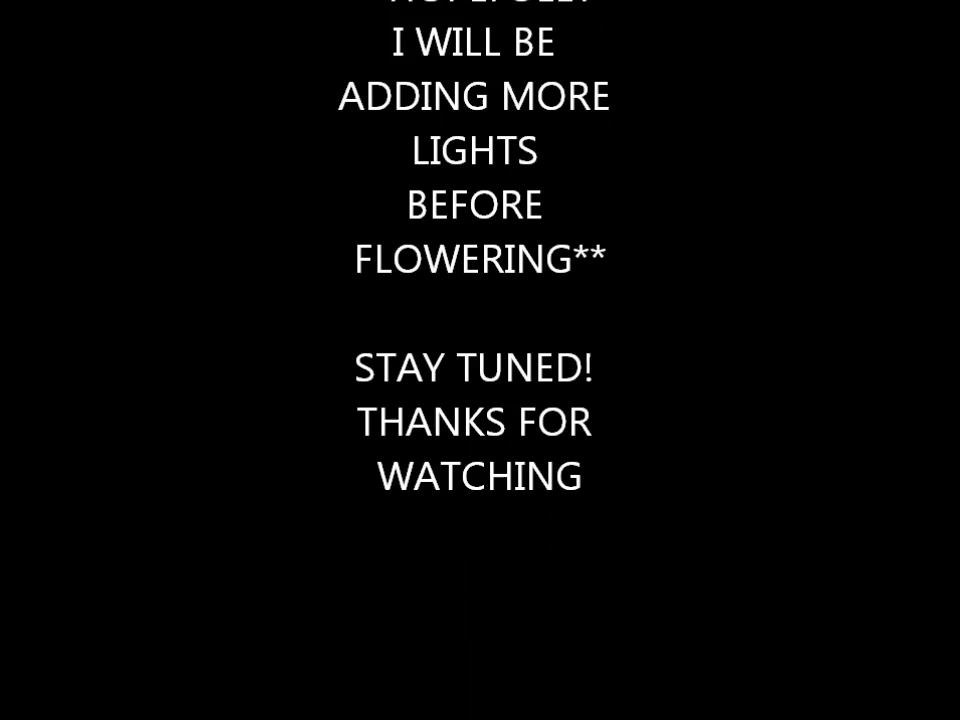 I WILL BE
ADDING MORE
LIGHTS
BEFORE
FLOWERING**
STAY TUNED!
THANKS FOR
WATCHING